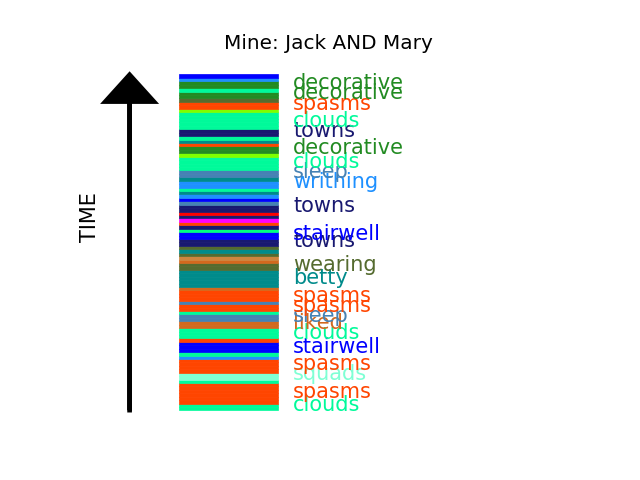 Mine: Jack AND Mary
TIME
decorative
decorative
spasms
clouds
towns
decorative
clouds
sleep
writhing
towns
stairwell
towns
wearing
betty
spasms
spasms
sleep
liked
clouds
stairwell
spasms
squads
spasms
clouds